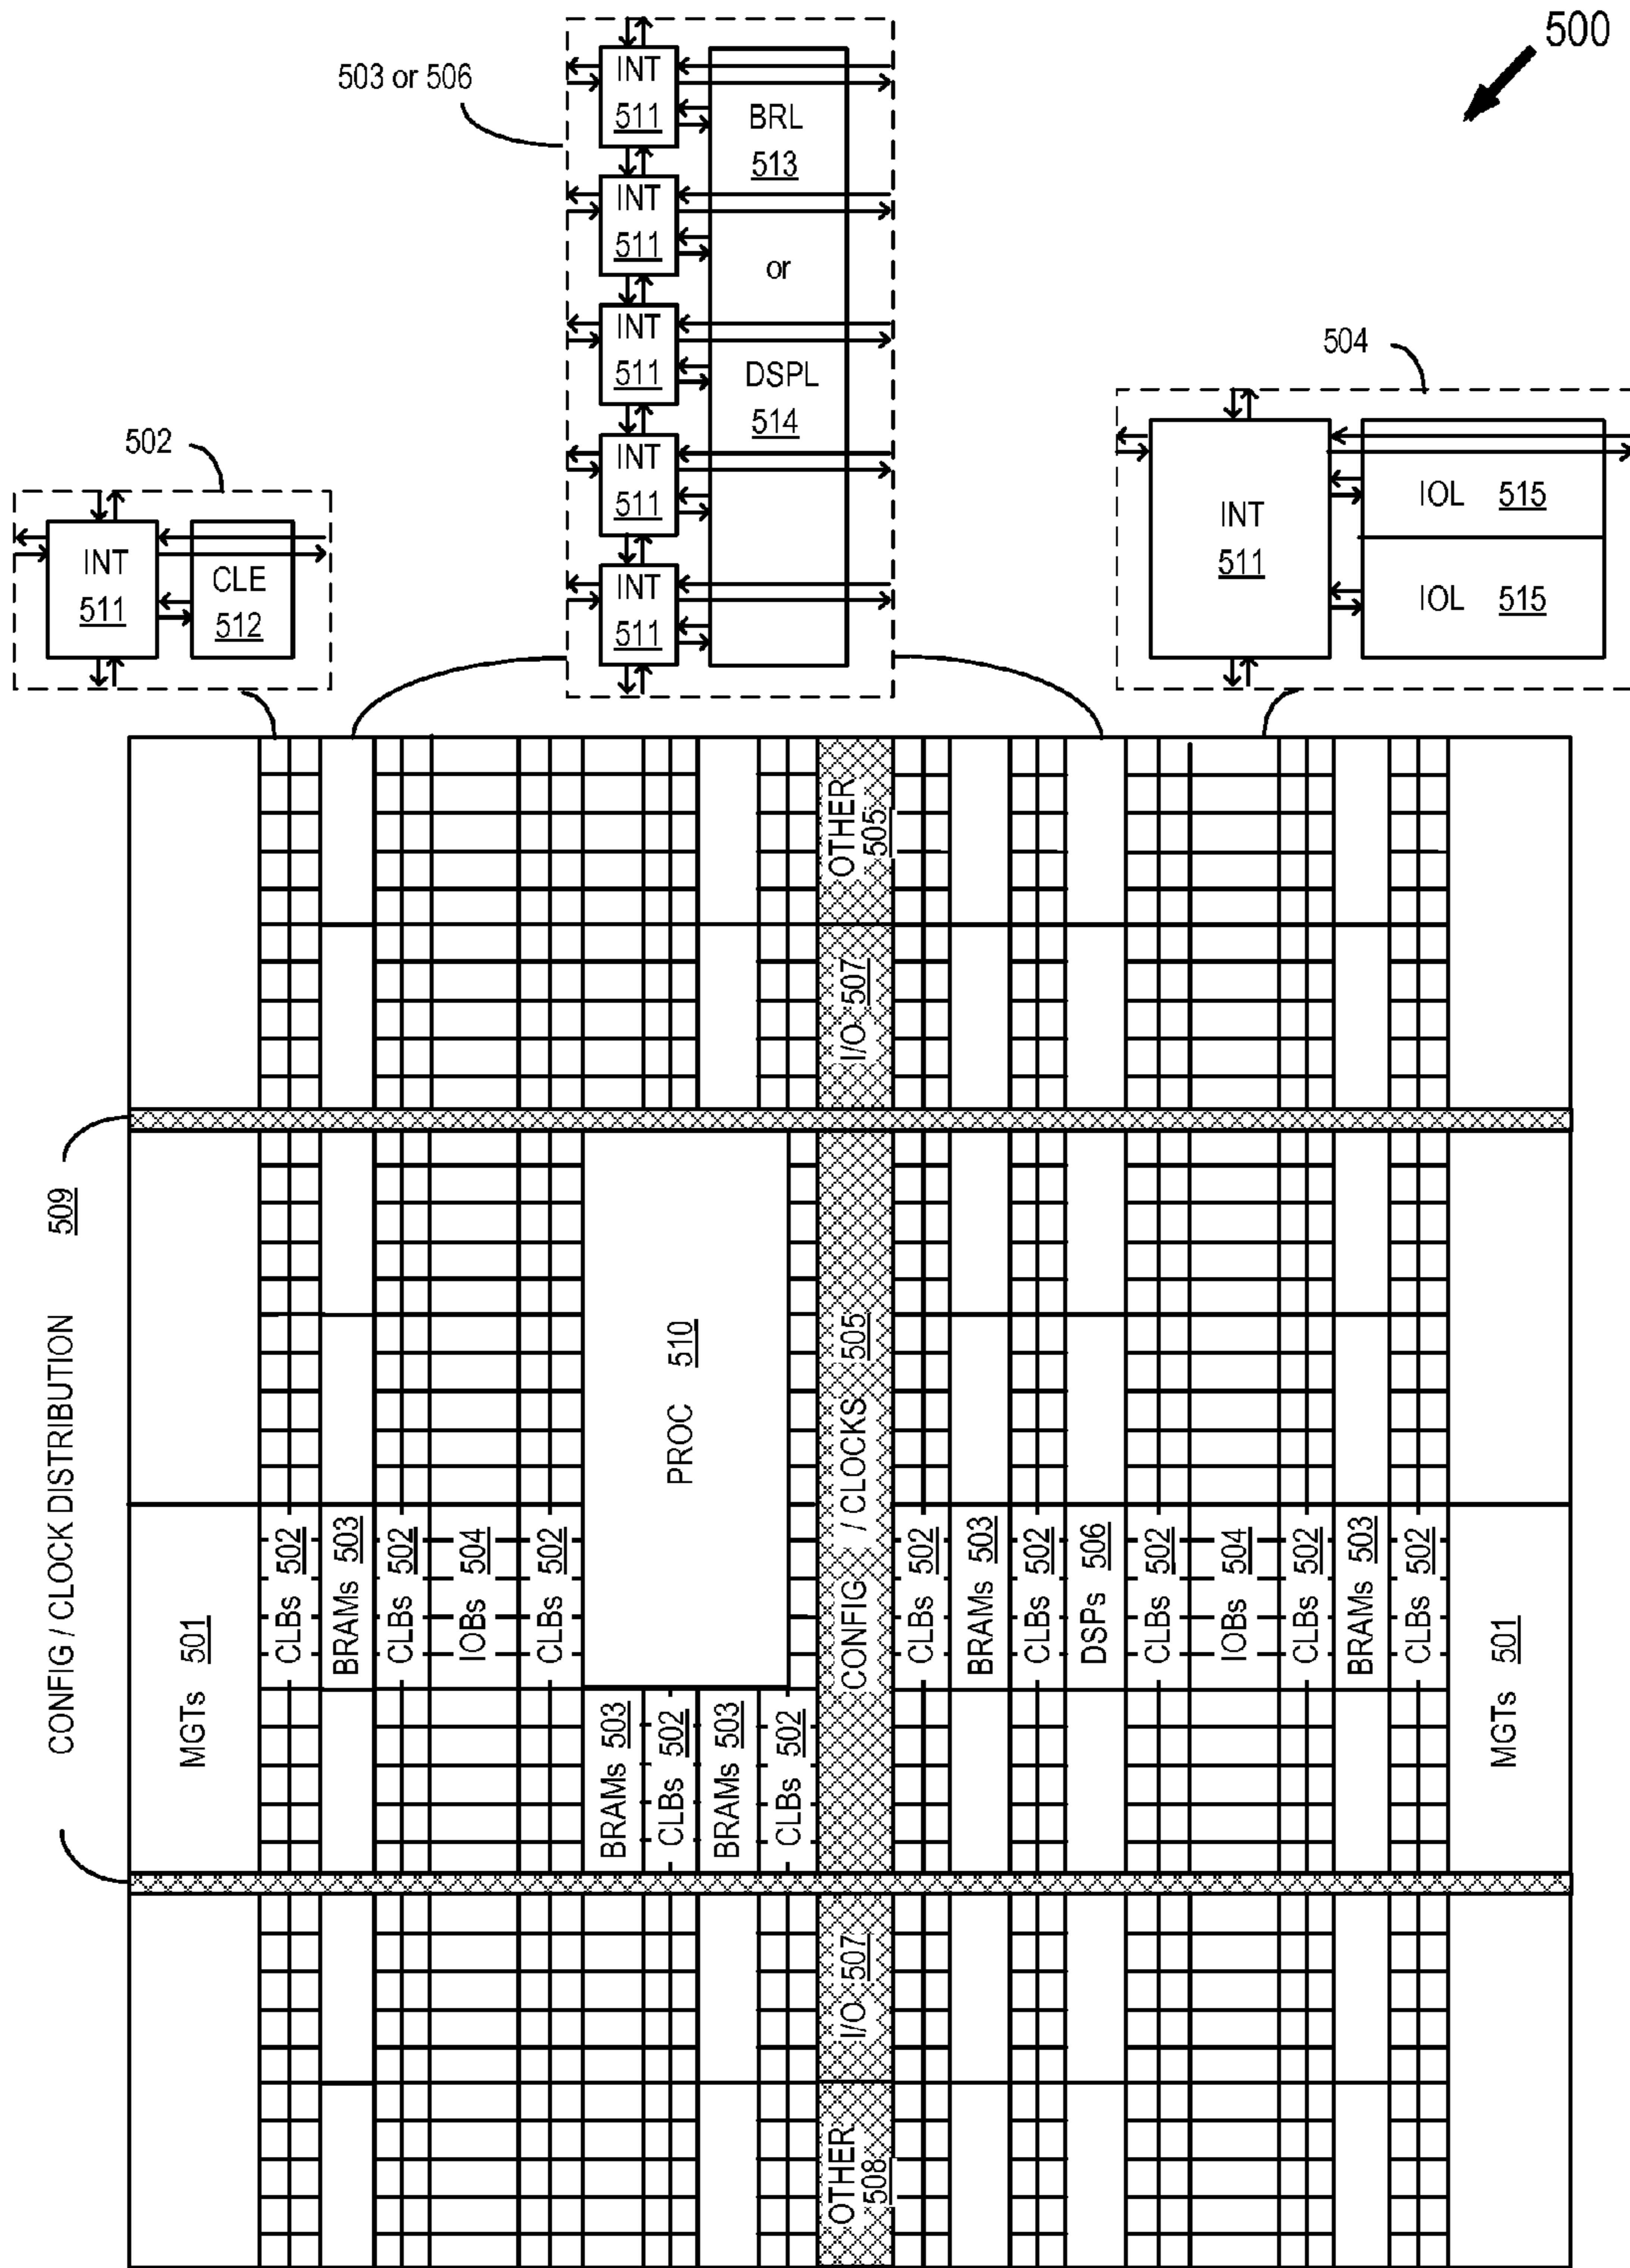 500
503 or 506
INT
511
INT
511
INT
511
INT
511
INT
511
BRL
513
or
DSPL
514
504
INT
511
IOL 515
IOL 515
502
INT
511
CLE
512
CONFIG / CLOCK DISTRIBUTION 509
OTHER
505
I/O 507
PROC 510
CONFIG / CLOCKS 505
MGTs 501
CLBs 502
BRAMs 503
CLBs 502
IOBs 504
CLBs 502
BRAMs 503
CLBs 502
BRAMs 503
CLBs 502
CLBs 502
BRAMs 503
CLBs 502
DSPs 506
CLBs 502
IOBs 504
CLBs 502
BRAMs 503
CLBs 502
MGTs 501
I/O 507
OTHER
508